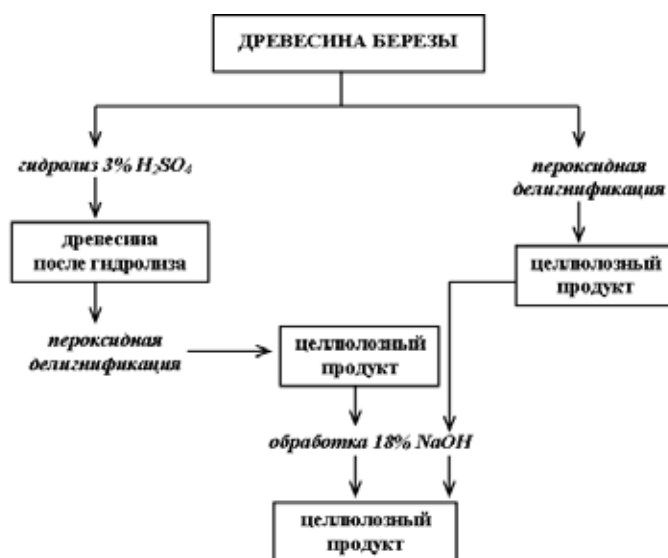 ДРЕВЕСИНА БЕРЕЗЫ
гидролиз 3% H₂SO₄
пероксидная
делигнификация
древесина
после гидролиза
целлюлозный
продукт
пероксидная
делигнификация
целлюлозный
продукт
обработка 18% NaOH
целлюлозный
продукт